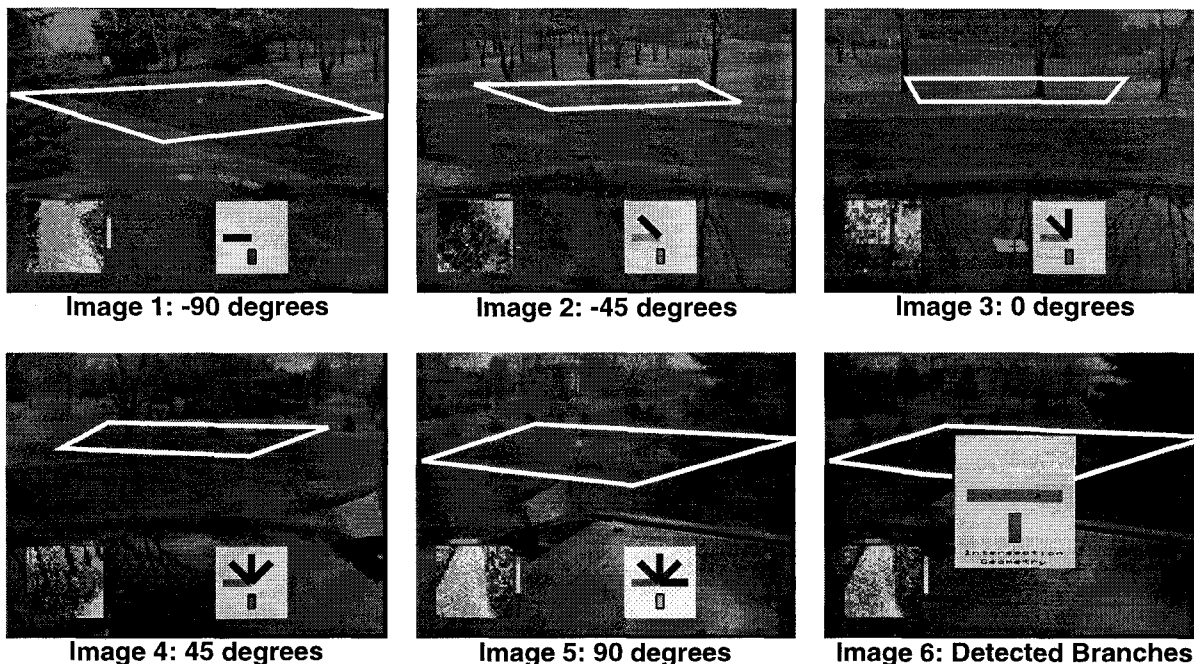 Image 1: -90 degrees
Image 2: -45 degrees
Image 3: 0 degrees
Image 4: 45 degrees
Image 5: 90 degrees
Intersection
Geometry
Image 6: Detected Branches